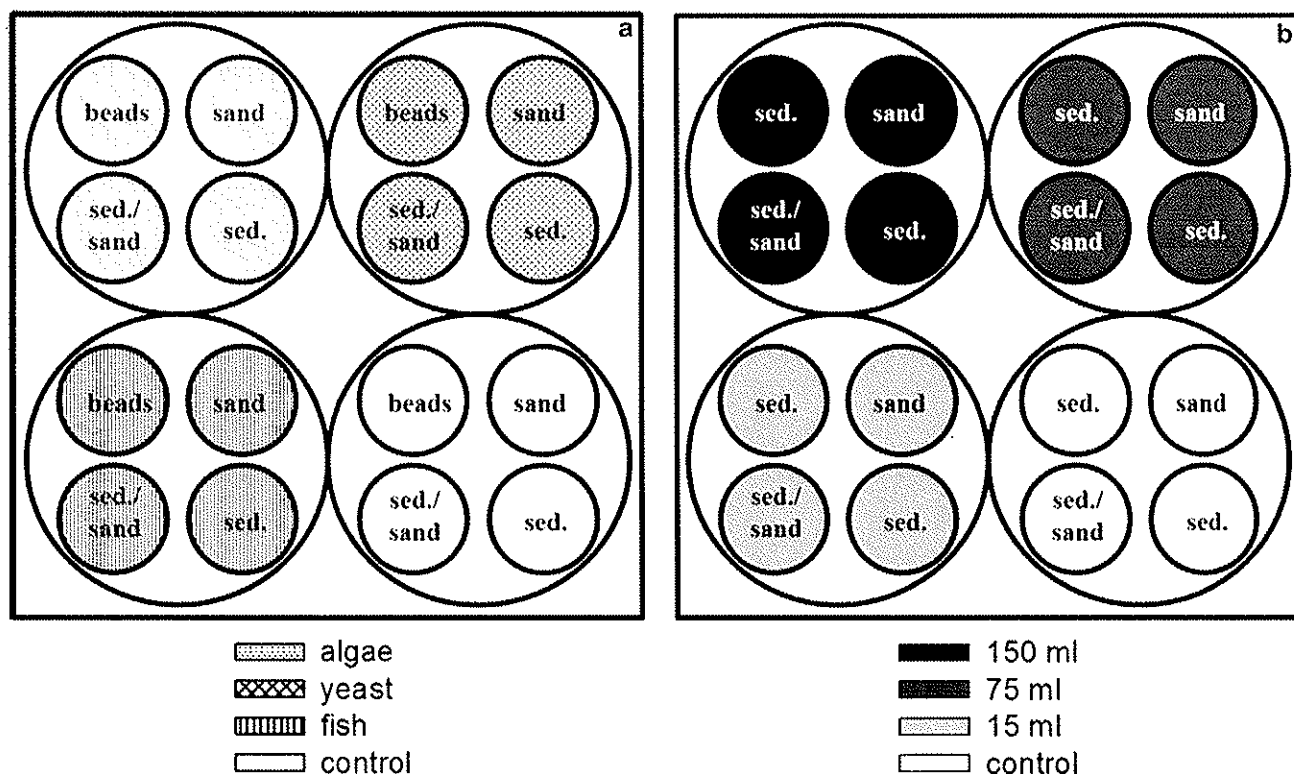 a
beads sand
sed./ sand sed.
beads sand
sed./ sand sed.
beads sand
sed./ sand sed.
beads sand
sed./ sand sed.
algae
yeast
fish
control
b
sed. sand
sed./ sand sed.
sed. sand
sed./ sand sed.
sed. sand
sed./ sand sed.
sed. sand
sed./ sand sed.
150 ml
75 ml
15 ml
control